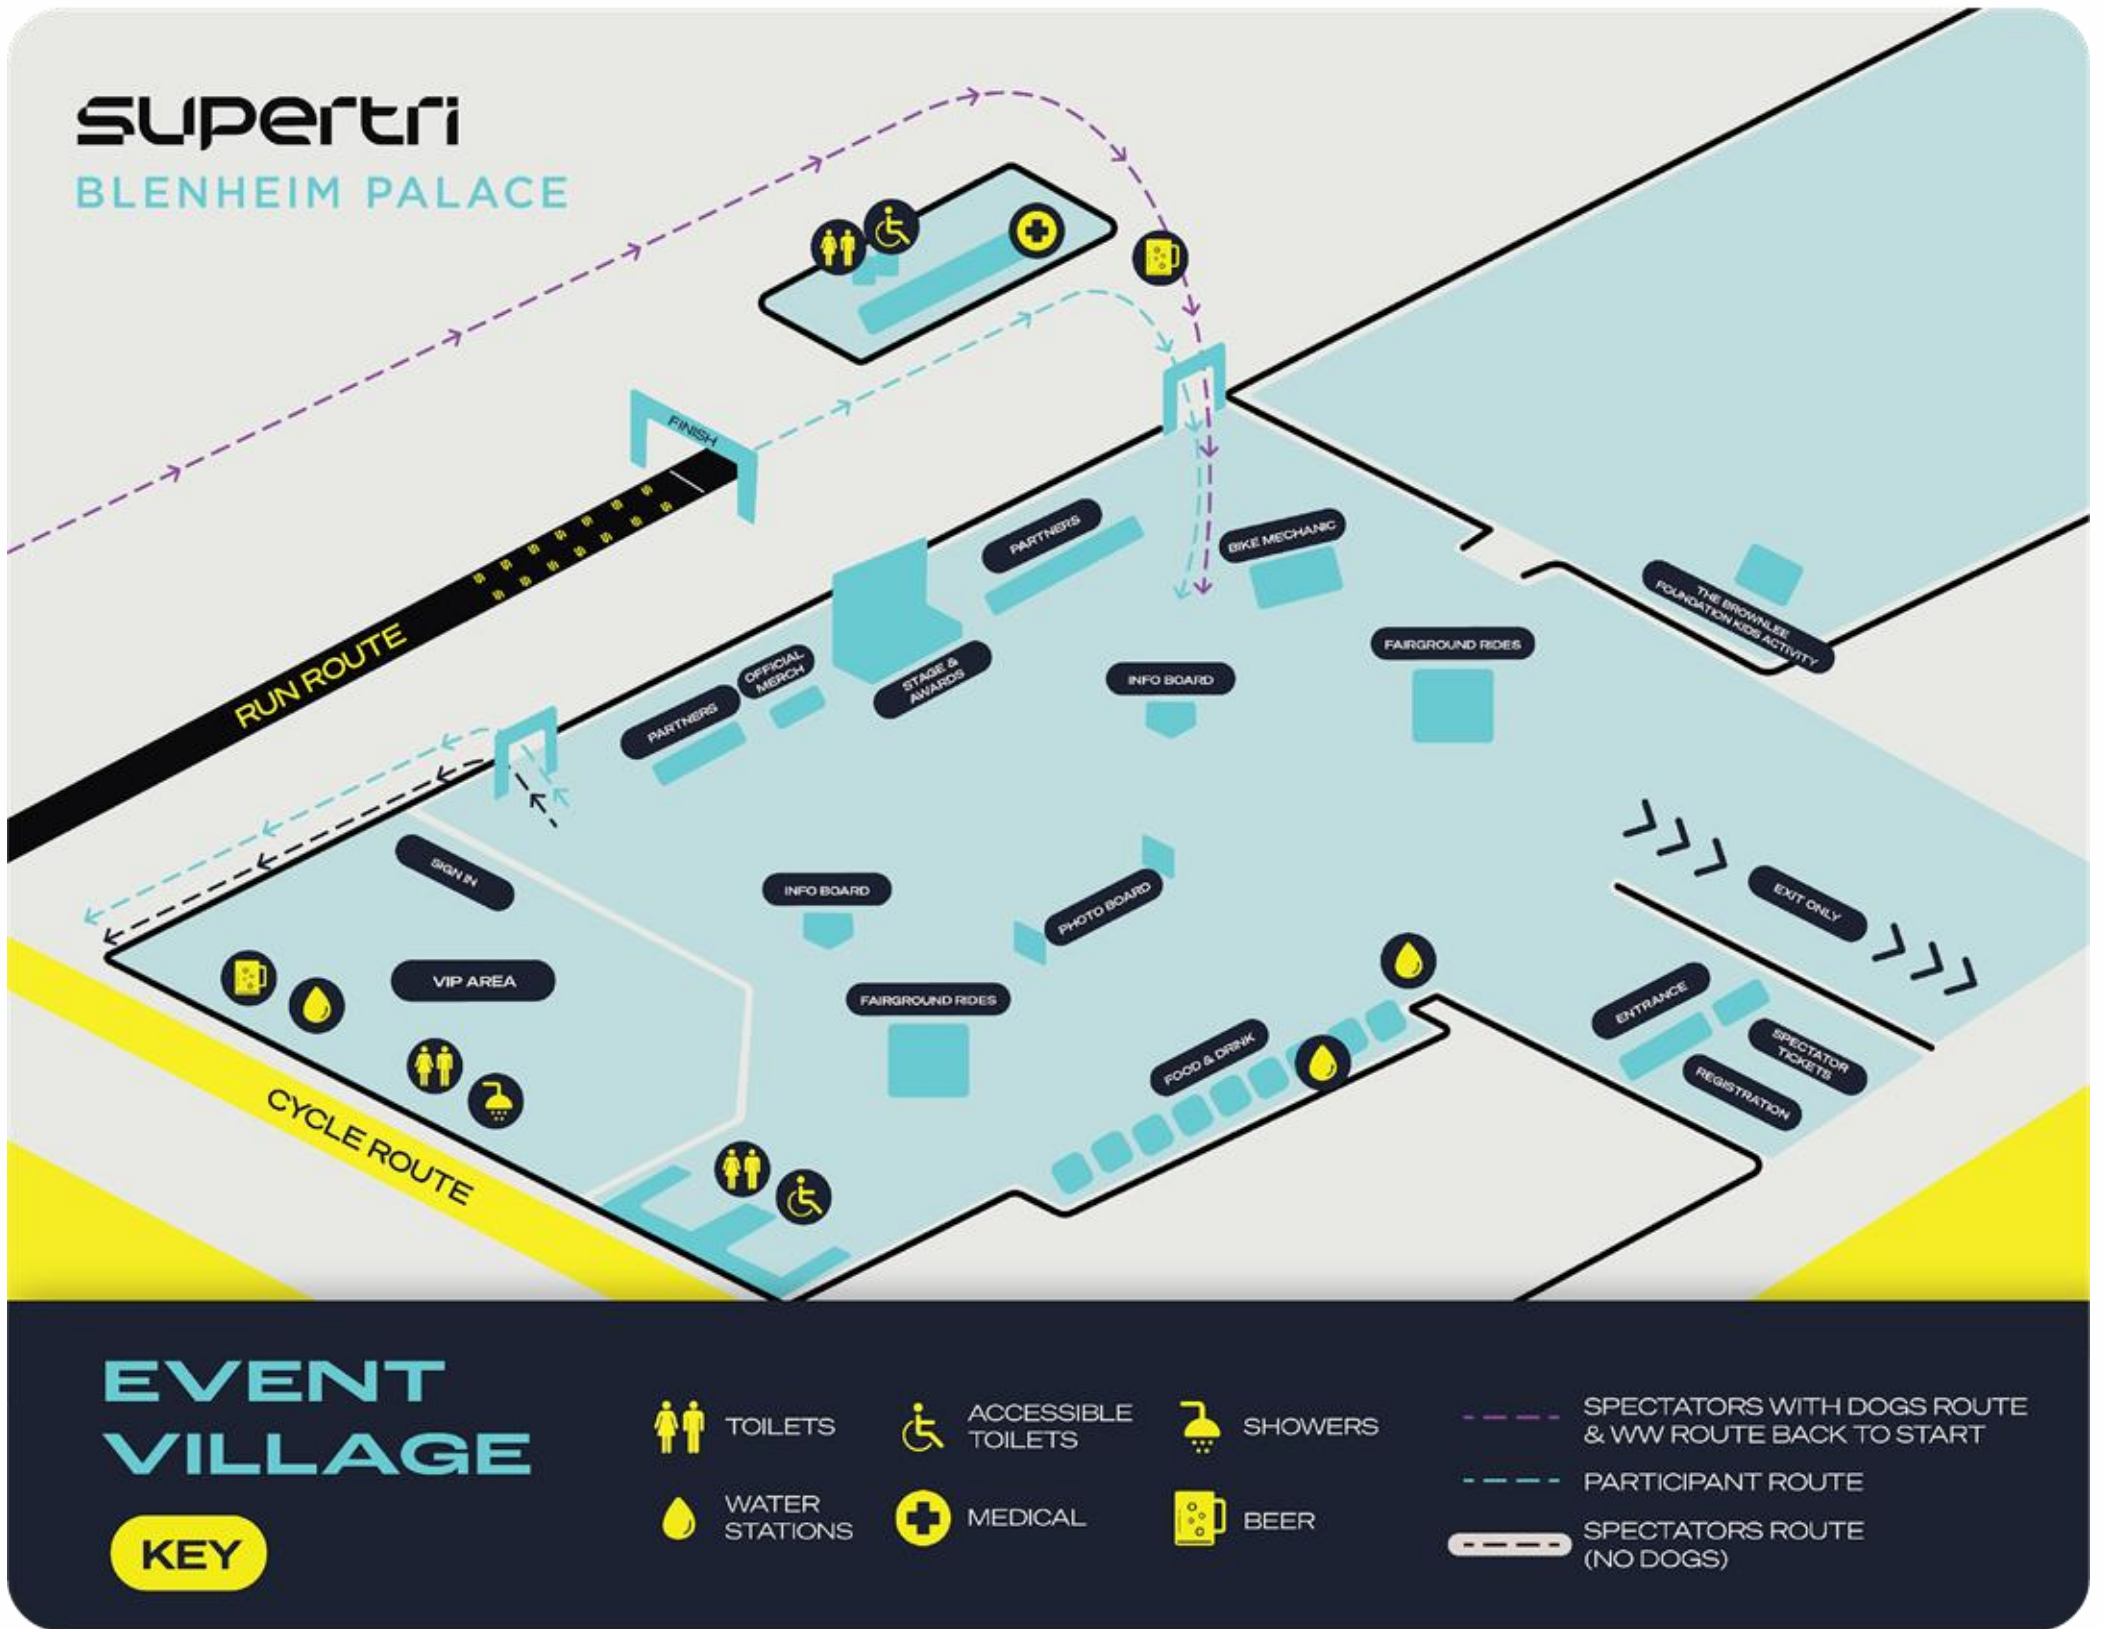 supertri
BLENHEIM PALACE
FINISH
RUN ROUTE
PARTNERS
BIKE MECHANIC
THE BROWNLEE
FOUNDATION KIDS ACTIVITY
FAIRGROUND RIDES
OFFICIAL
MERCH
STAGE &
AWARDS
INFO BOARD
PARTNERS
SIGN IN
INFO BOARD
PHOTO BOARD
EXIT ONLY
VIP AREA
FAIRGROUND RIDES
ENTRANCE
FOOD & DRINK
SPECTATOR
TICKETS
REGISTRATION
CYCLE ROUTE
EVENT
VILLAGE
KEY
TOILETS
ACCESSIBLE
TOILETS
SHOWERS
WATER
STATIONS
MEDICAL
BEER
SPECTATORS WITH DOGS ROUTE
& WW ROUTE BACK TO START
PARTICIPANT ROUTE
SPECTATORS ROUTE
(NO DOGS)